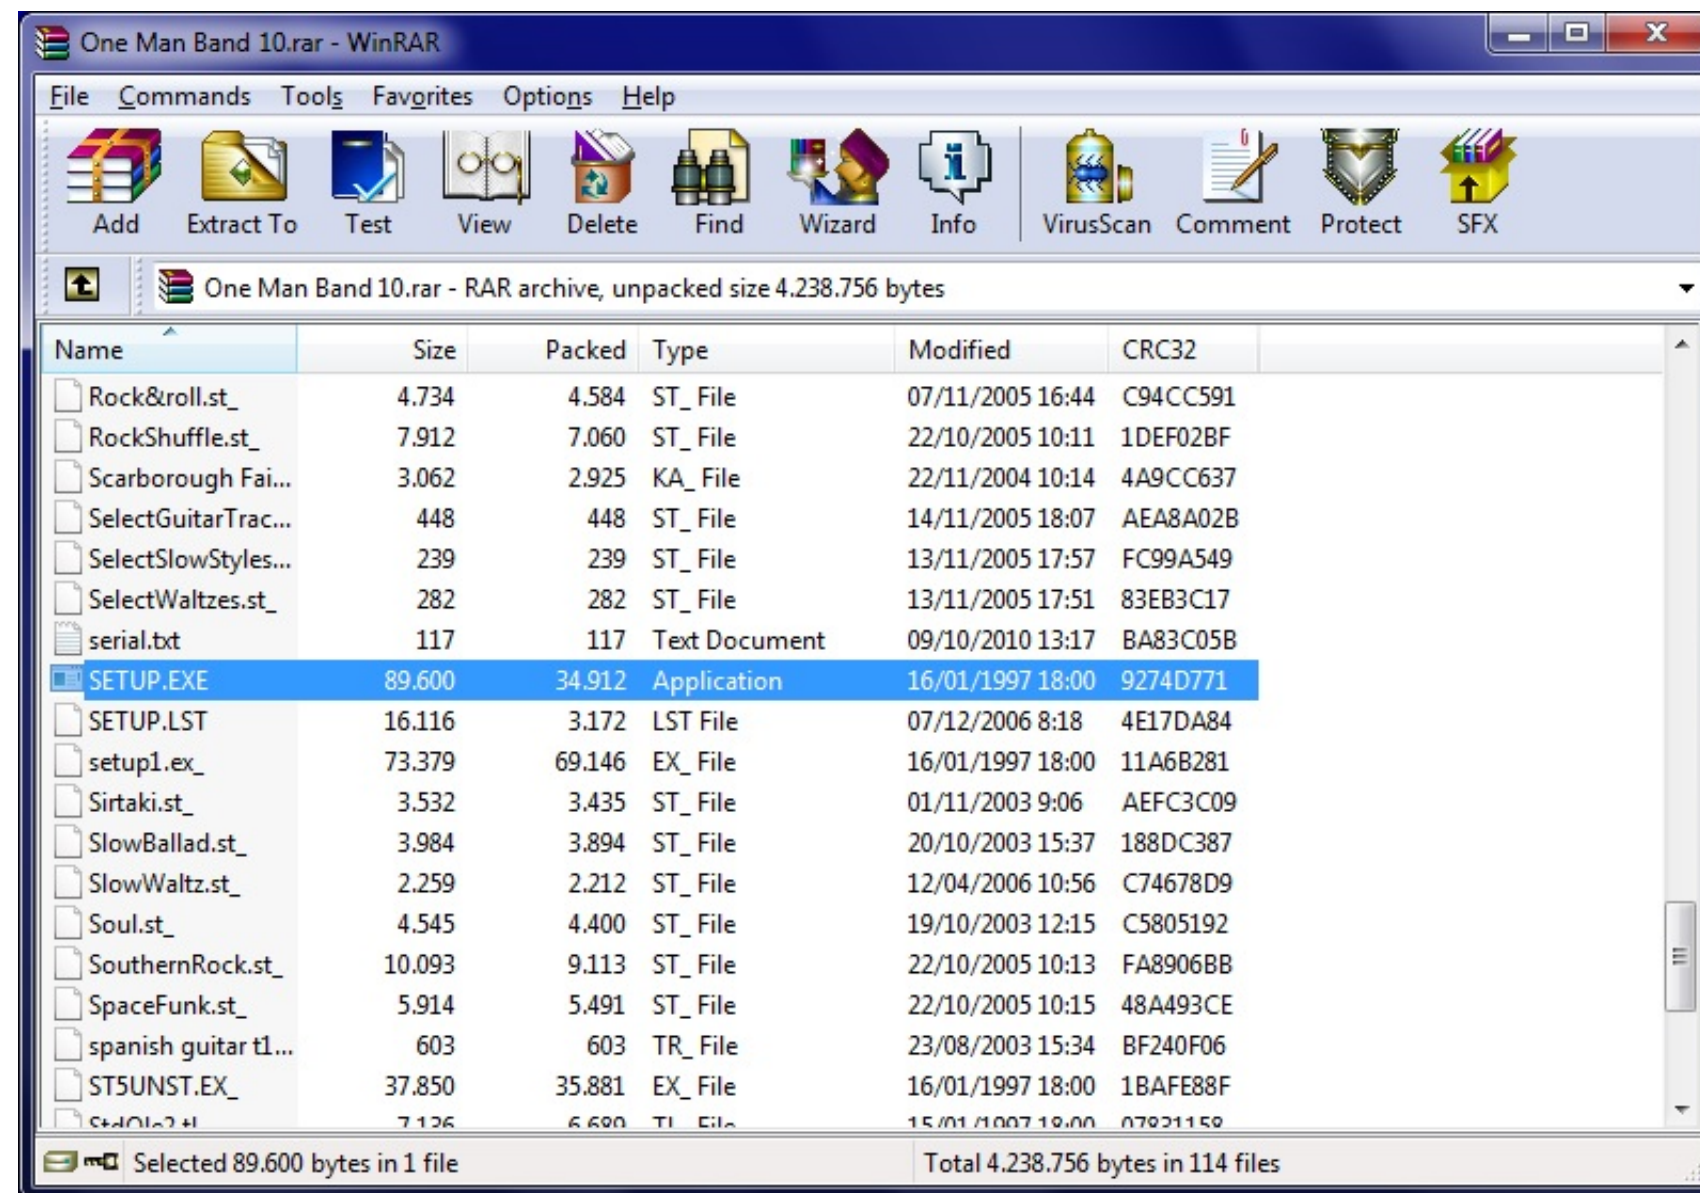 One Man Band 10.rar - WinRAR
File Commands Tools Favorites Options Help
Add Extract To Test View Delete Find Wizard Info VirusScan Comment Protect SFX
One Man Band 10.rar - RAR archive, unpacked size 4.238.756 bytes
Name Size Packed Type Modified CRC32
Rock&roll.st_ 4.734 4.584 ST_ File 07/11/2005 16:44 C94CC591
RockShuffle.st_ 7.912 7.060 ST_ File 22/10/2005 10:11 1DEF02BF
Scarborough Fai... 3.062 2.925 KA_ File 22/11/2004 10:14 4A9CC637
SelectGuitarTrac... 448 448 ST_ File 14/11/2005 18:07 AEA8A02B
SelectSlowStyles... 239 239 ST_ File 13/11/2005 17:57 FC99A549
SelectWaltzes.st_ 282 282 ST_ File 13/11/2005 17:51 83EB3C17
serial.txt 117 117 Text Document 09/10/2010 13:17 BA83C05B
SETUP.EXE 89.600 34.912 Application 16/01/1997 18:00 9274D771
SETUP.LST 16.116 3.172 LST File 07/12/2006 8:18 4E17DA84
setup1.ex_ 73.379 69.146 EX_ File 16/01/1997 18:00 11A6B281
Sirtaki.st_ 3.532 3.435 ST_ File 01/11/2003 9:06 AEFC3C09
SlowBallad.st_ 3.984 3.894 ST_ File 20/10/2003 15:37 188DC387
SlowWaltz.st_ 2.259 2.212 ST_ File 12/04/2006 10:56 C74678D9
Soul.st_ 4.545 4.400 ST_ File 19/10/2003 12:15 C5805192
SouthernRock.st_ 10.093 9.113 ST_ File 22/10/2005 10:13 FA8906BB
SpaceFunk.st_ 5.914 5.491 ST_ File 22/10/2005 10:15 48A493CE
spanish guitar t1... 603 603 TR_ File 23/08/2003 15:34 BF240F06
ST5UNST.EX_ 37.850 35.881 EX_ File 16/01/1997 18:00 1BAFE88F
7.136 6.689 15/01/1997 18:00 07831158
Selected 89.600 bytes in 1 file Total 4.238.756 bytes in 114 files